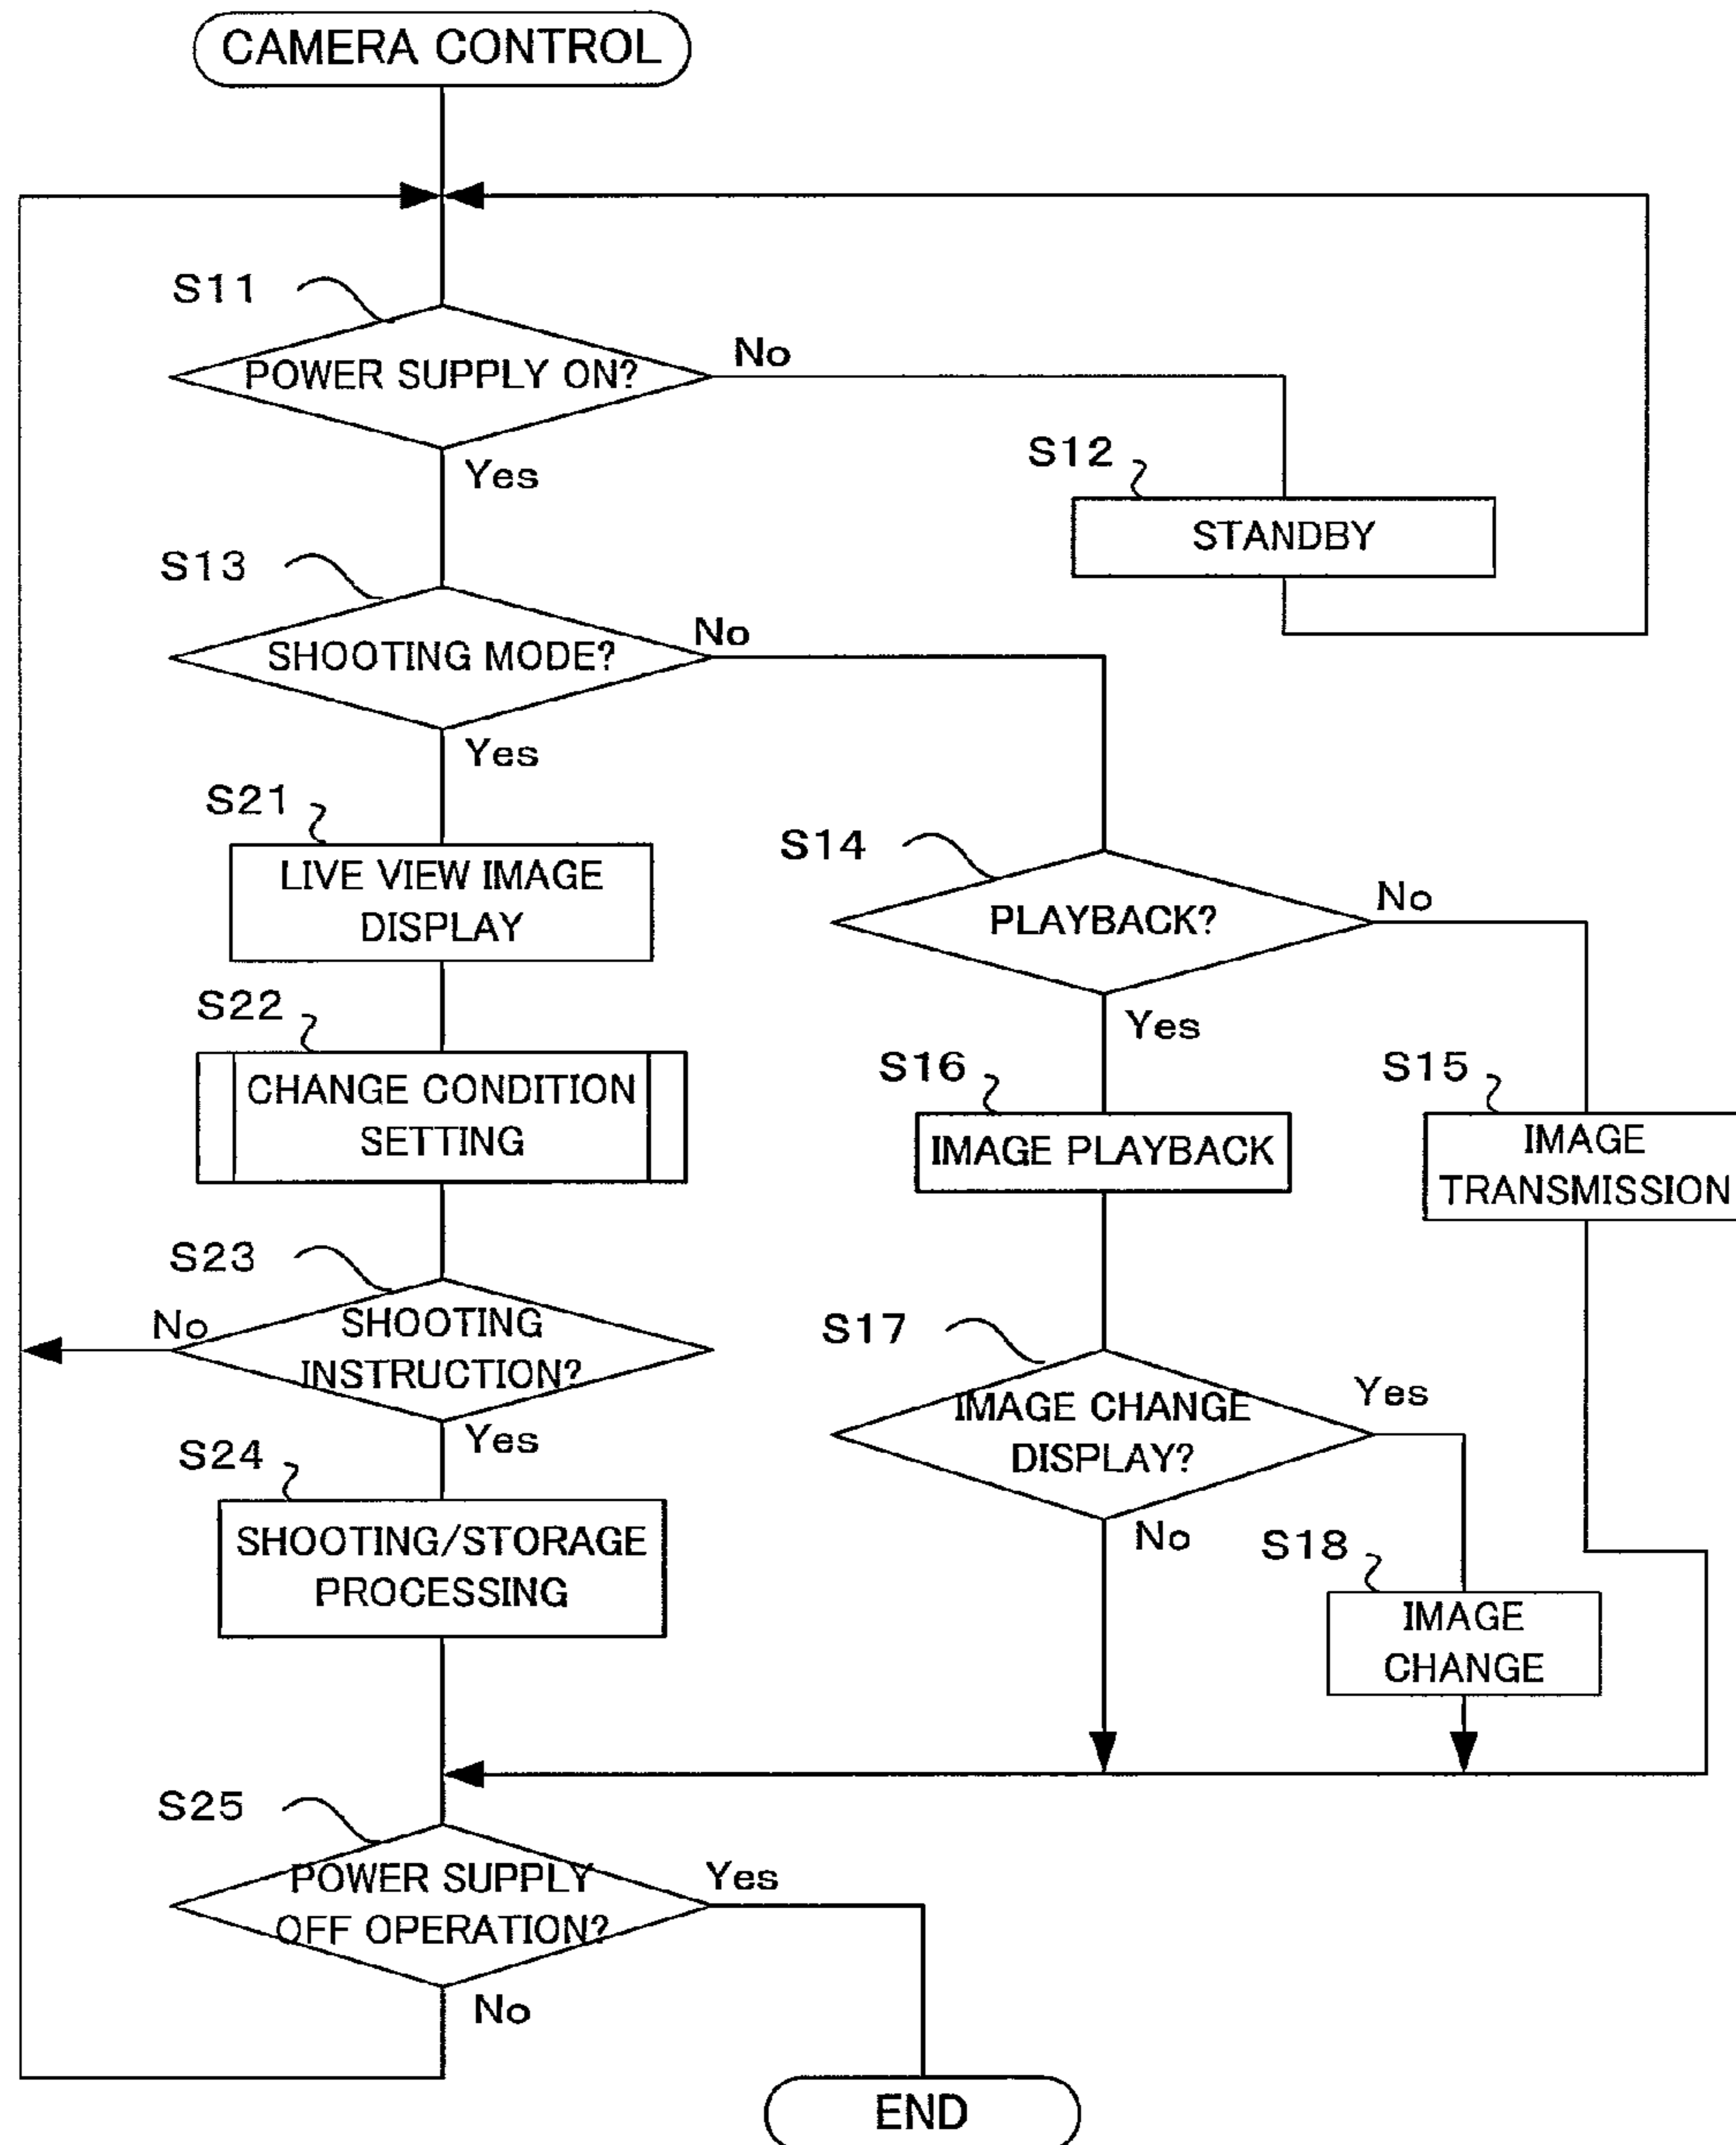 CAMERA CONTROL
S11
POWER SUPPLY ON?
No
Yes
S12
STANDBY
S13
SHOOTING MODE?
No
Yes
S21
LIVE VIEW IMAGE
DISPLAY
S14
PLAYBACK?
No
Yes
S22
CHANGE CONDITION
SETTING
S16
IMAGE PLAYBACK
S15
IMAGE
TRANSMISSION
S23
SHOOTING
INSTRUCTION?
No
Yes
S17
IMAGE CHANGE
DISPLAY?
Yes
No
S24
SHOOTING/STORAGE
PROCESSING
S18
IMAGE
CHANGE
S25
POWER SUPPLY
OFF OPERATION?
Yes
No
END